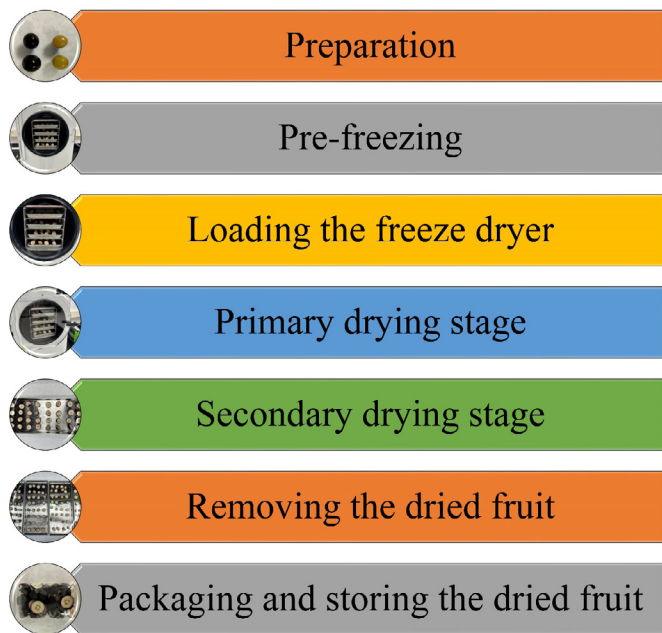 Preparation
Pre-freezing
Loading the freeze dryer
Primary drying stage
Secondary drying stage
Removing the dried fruit
Packaging and storing the dried fruit